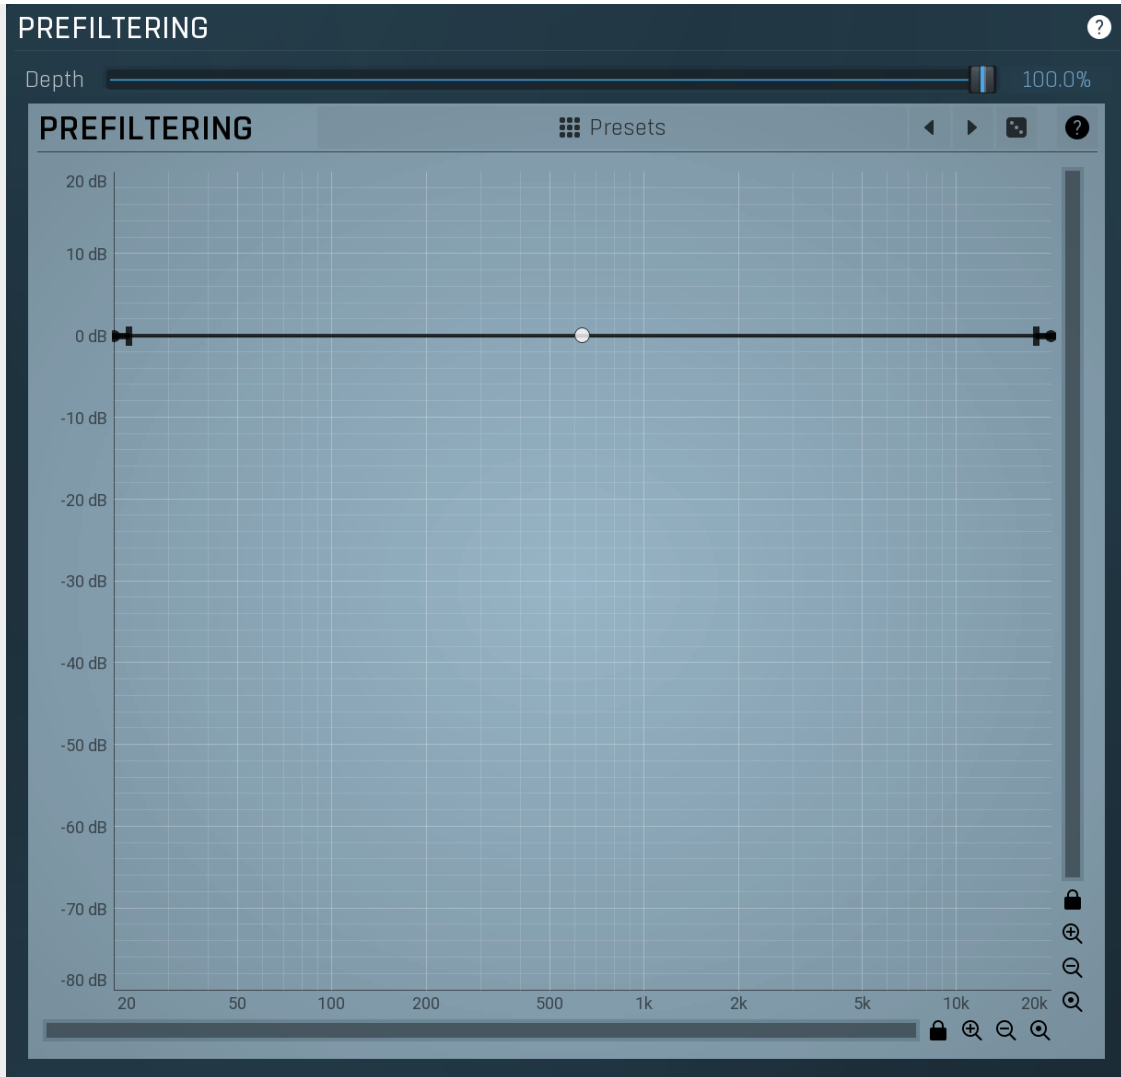 PREFILTERING
?
Depth 100.0%
PREFILTERING Presets ?
20 dB
10 dB
0 dB
-10 dB
-20 dB
-30 dB
-40 dB
-50 dB
-60 dB
-70 dB
-80 dB
20 50 100 200 500 1k 2k 5k 10k 20k